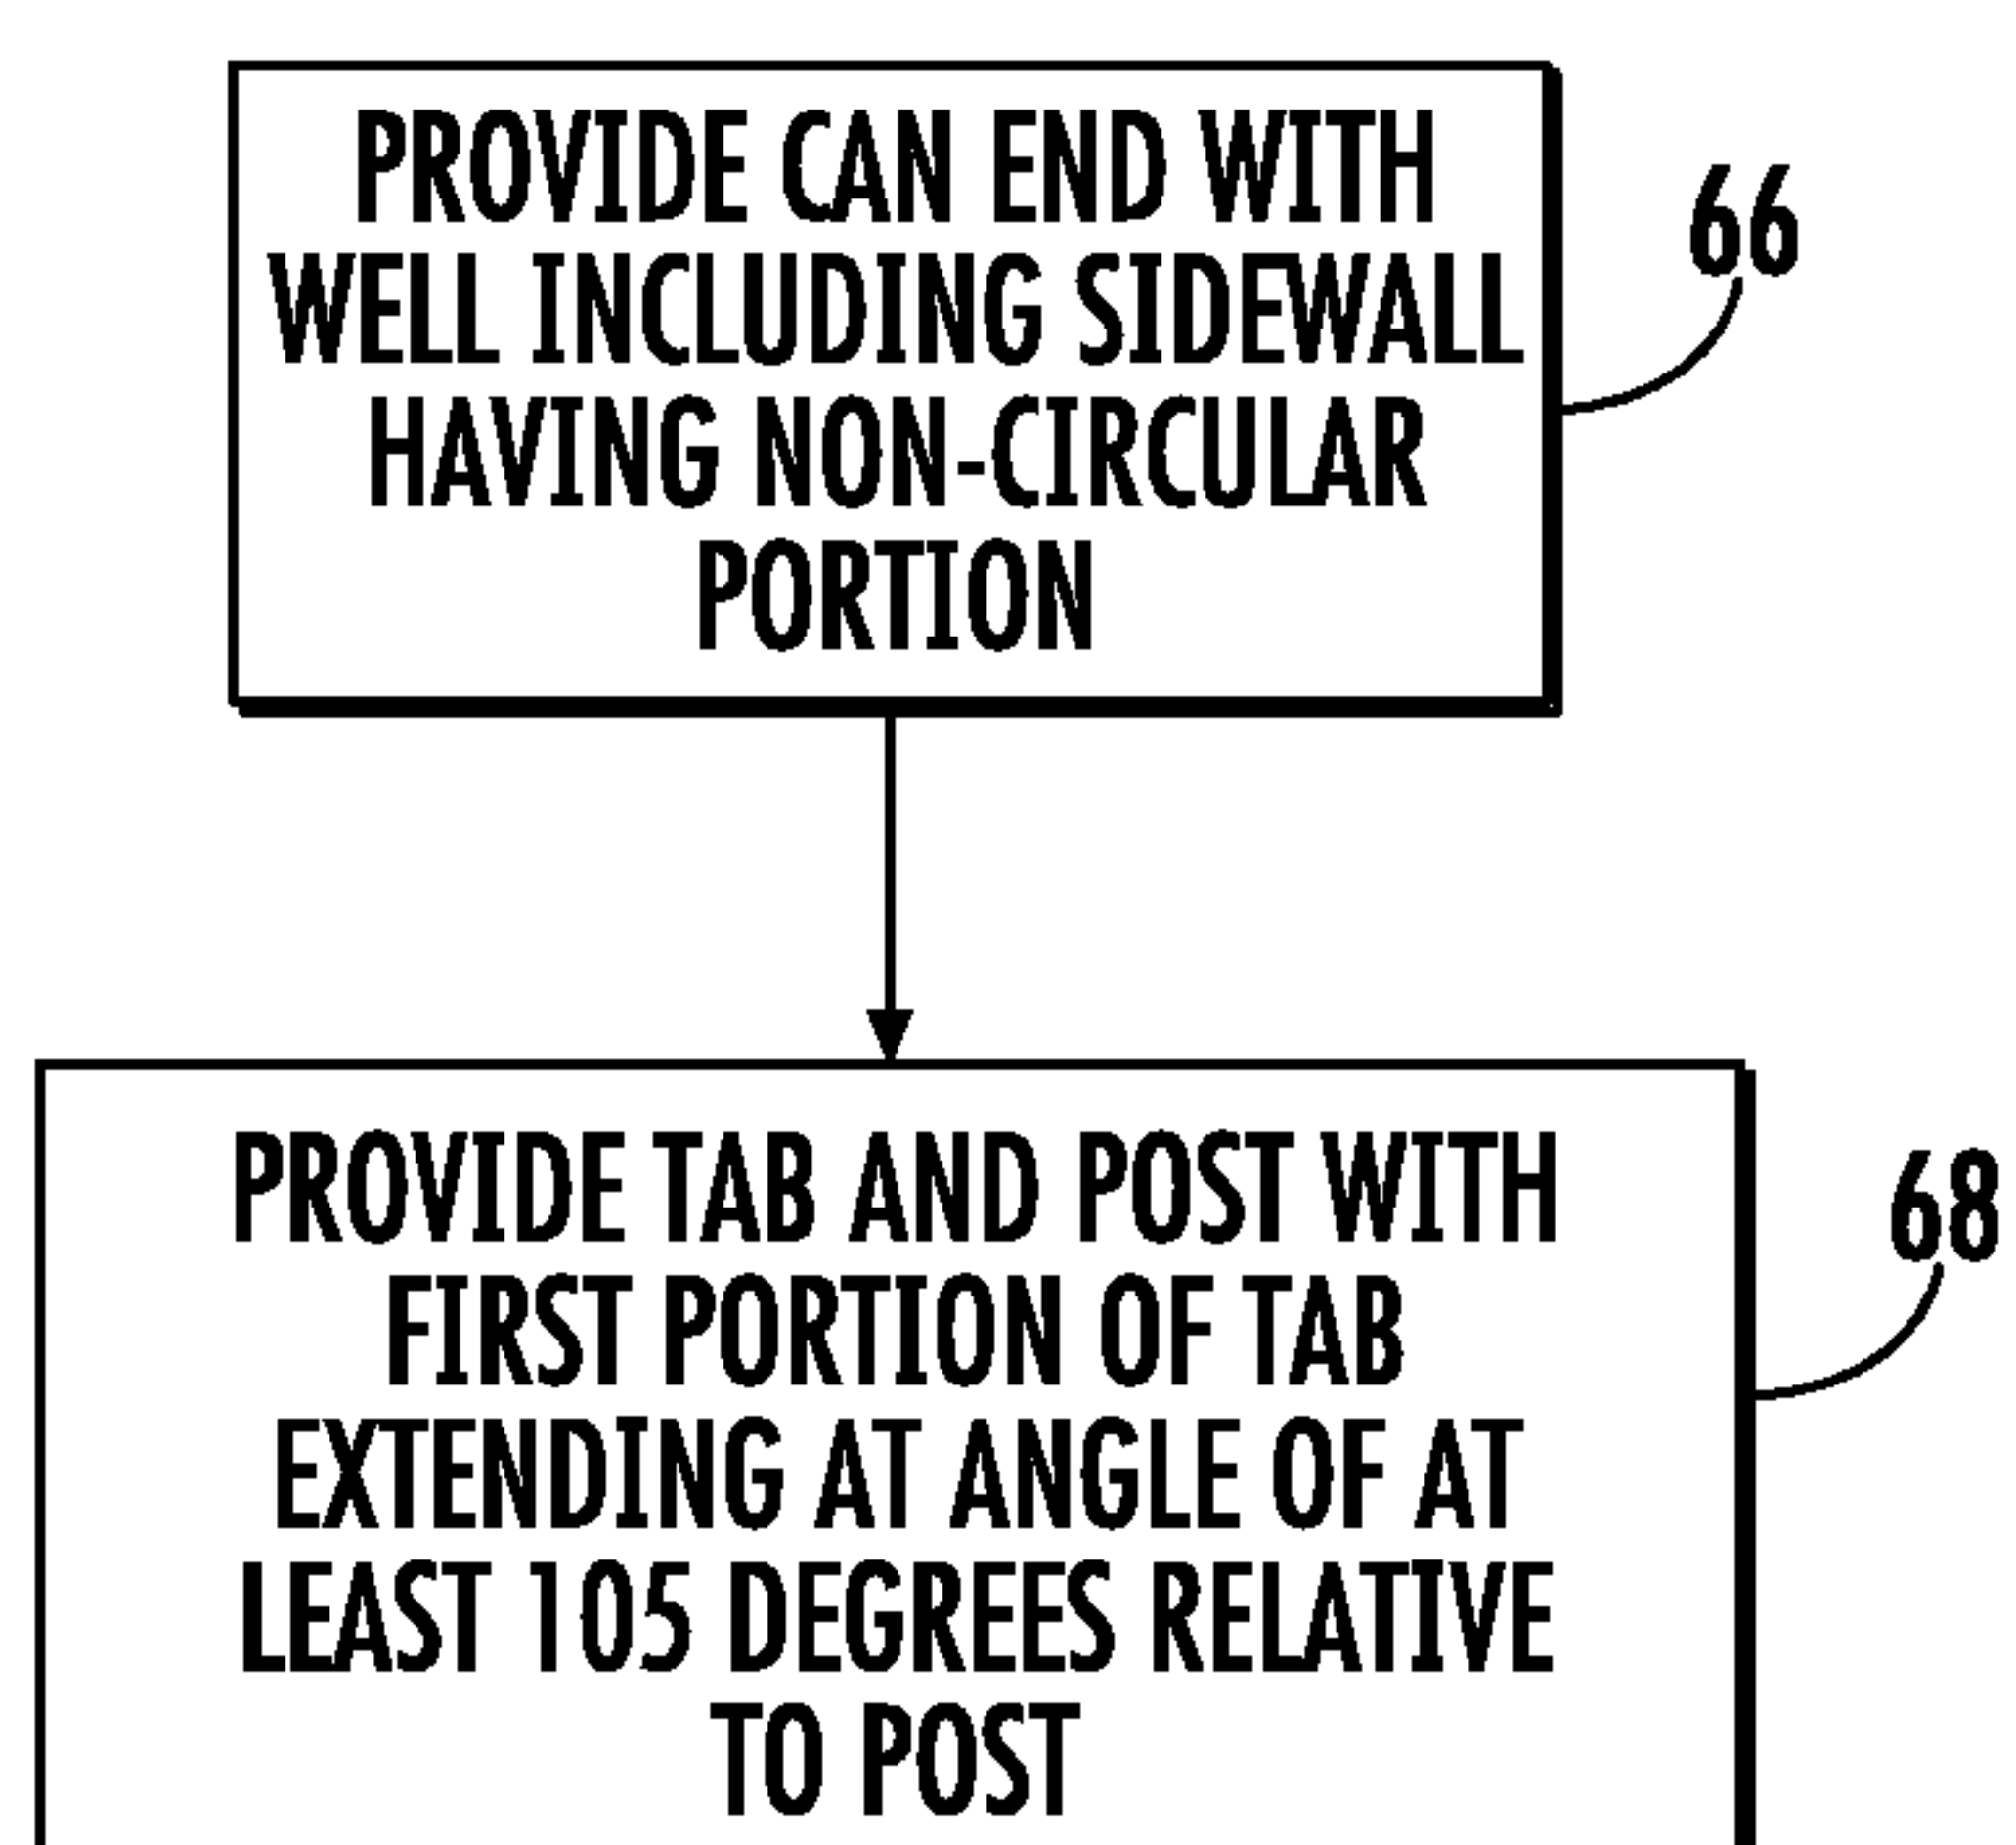 PROVIDE CAN END WITH
WELL INCLUDING SIDEWALL
HAVING NON-CIRCULAR
PORTION
66
PROVIDE TAB AND POST WITH
FIRST PORTION OF TAB
EXTENDING AT ANGLE OF AT
LEAST 105 DEGREES RELATIVE
TO POST
68